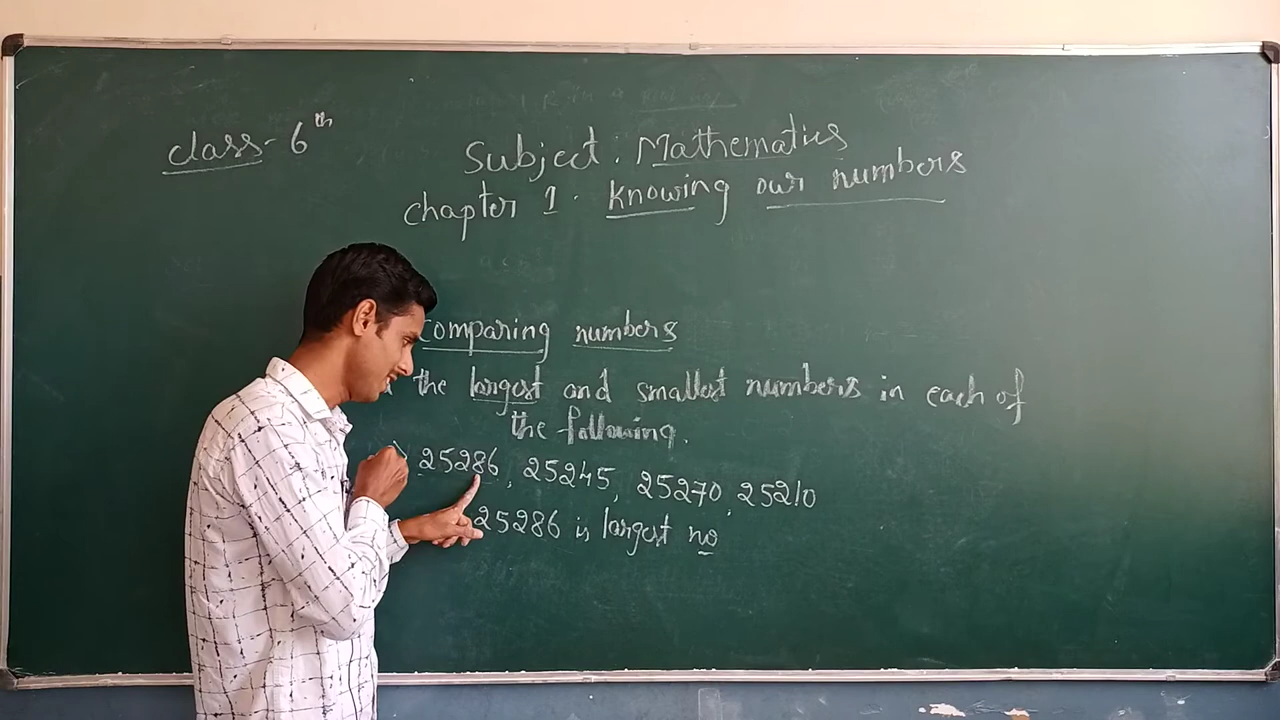 class- 6th
Subject: Mathematics
chapter 1. Knowing our numbers
Comparing numbers
the largest and smallest numbers in each of
the following.
25286, 25245, 25270, 25210
25286 is largest no